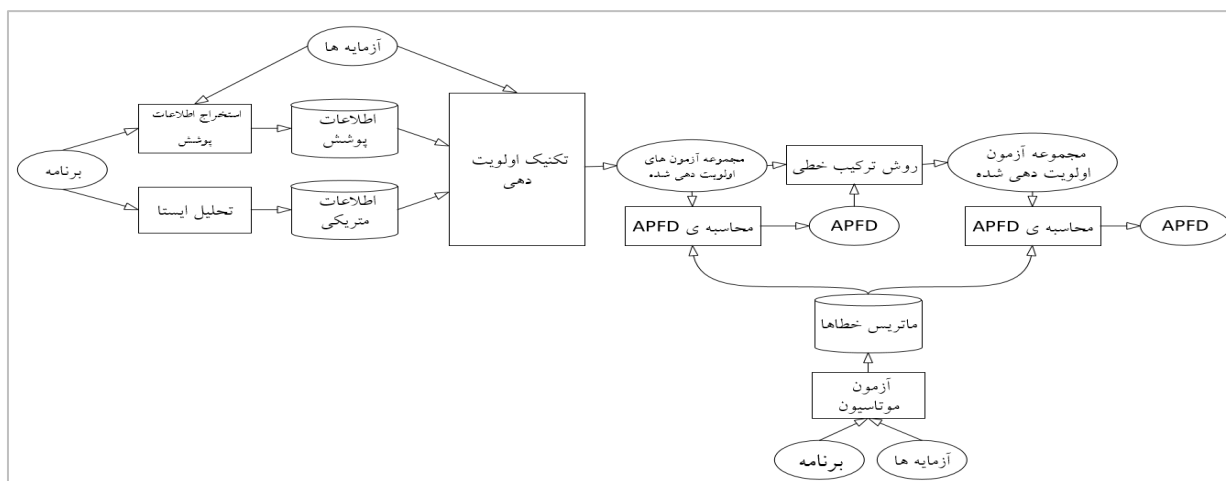 آزمایه ها
استخراج اطلاعات
پوشش
اطلاعات
پوشش
برنامه
تحلیل ایستا
اطلاعات
متریکی
تکنیک اولویت
دهی
مجموعه آزمون های
اولویت دهی شده
روش ترکیب خطی
مجموعه آزمون
اولویت دهی شده
محاسبه ی APFD
APFD
محاسبه ی APFD
APFD
ماتریس خطاها
آزمون
موتاسیون
برنامه
آزمایه ها